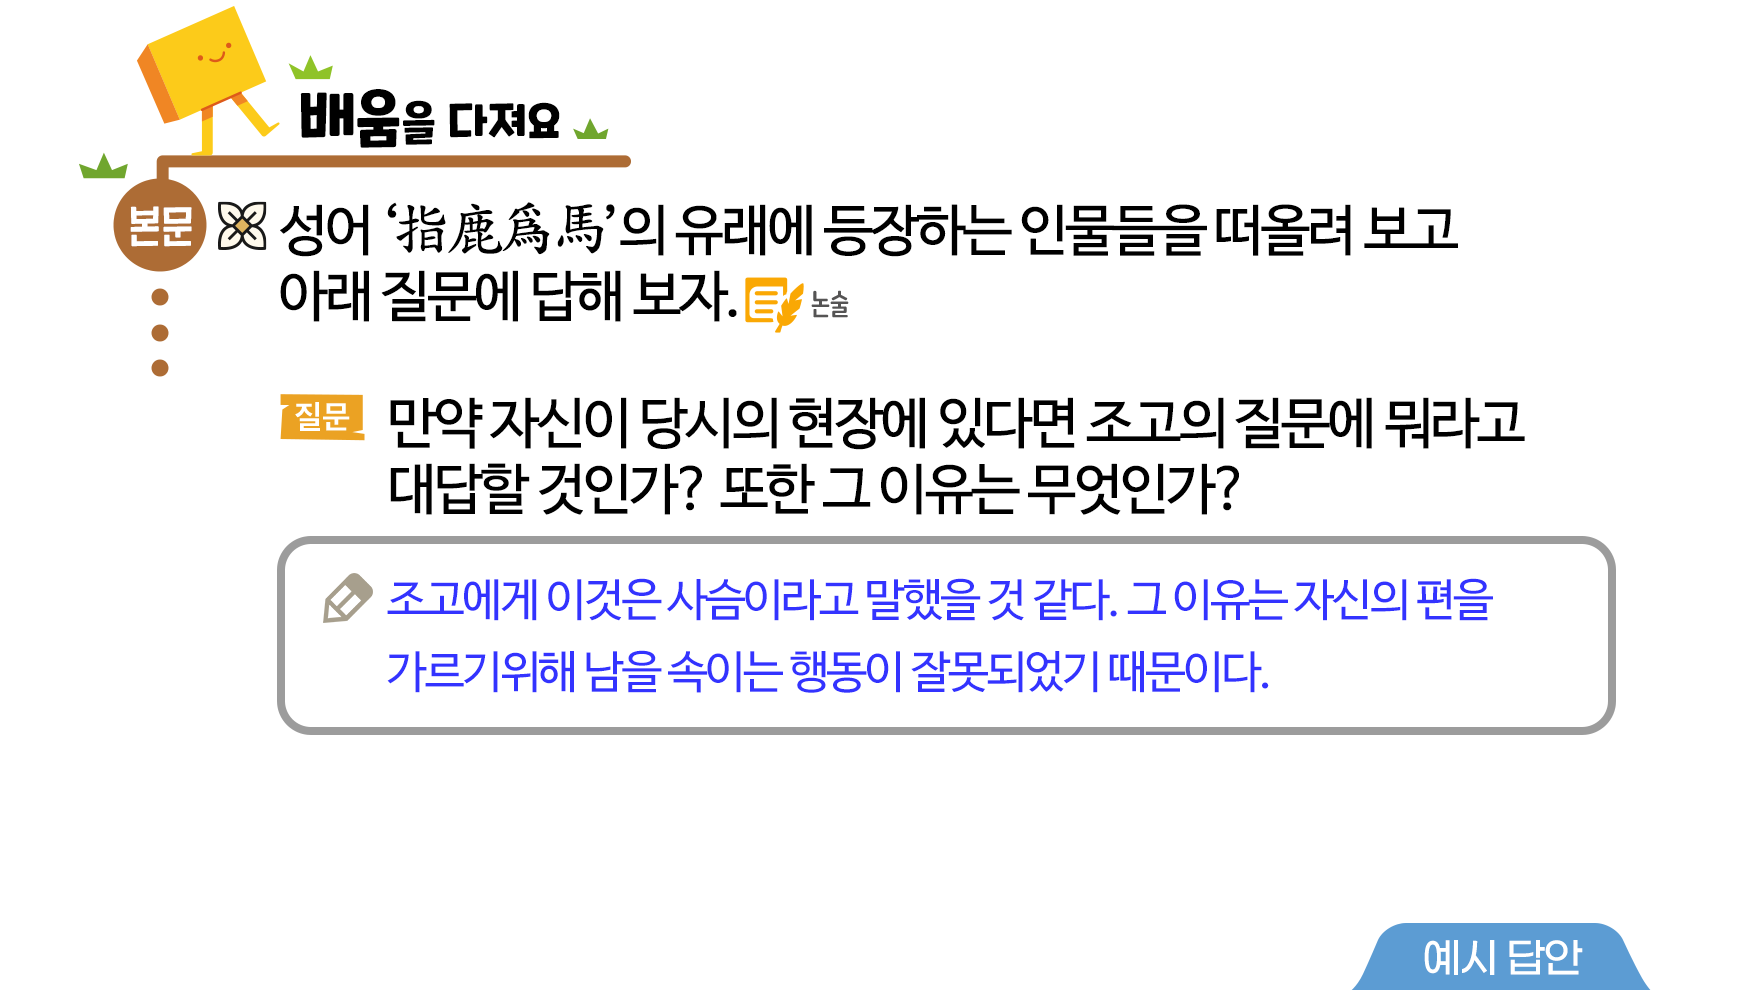 배움을 다져요
본문
성어 ‘指鹿爲馬’의 유래에 등장하는 인물들을 떠올려 보고
아래 질문에 답해 보자. 논술
질문 만약 자신이 당시의 현장에 있다면 조고의 질문에 뭐라고
대답할 것인가? 또한 그 이유는 무엇인가?
조고에게 이것은 사슴이라고 말했을 것 같다. 그 이유는 자신의 편을
가르기위해 남을 속이는 행동이 잘못되었기 때문이다.
예시 답안